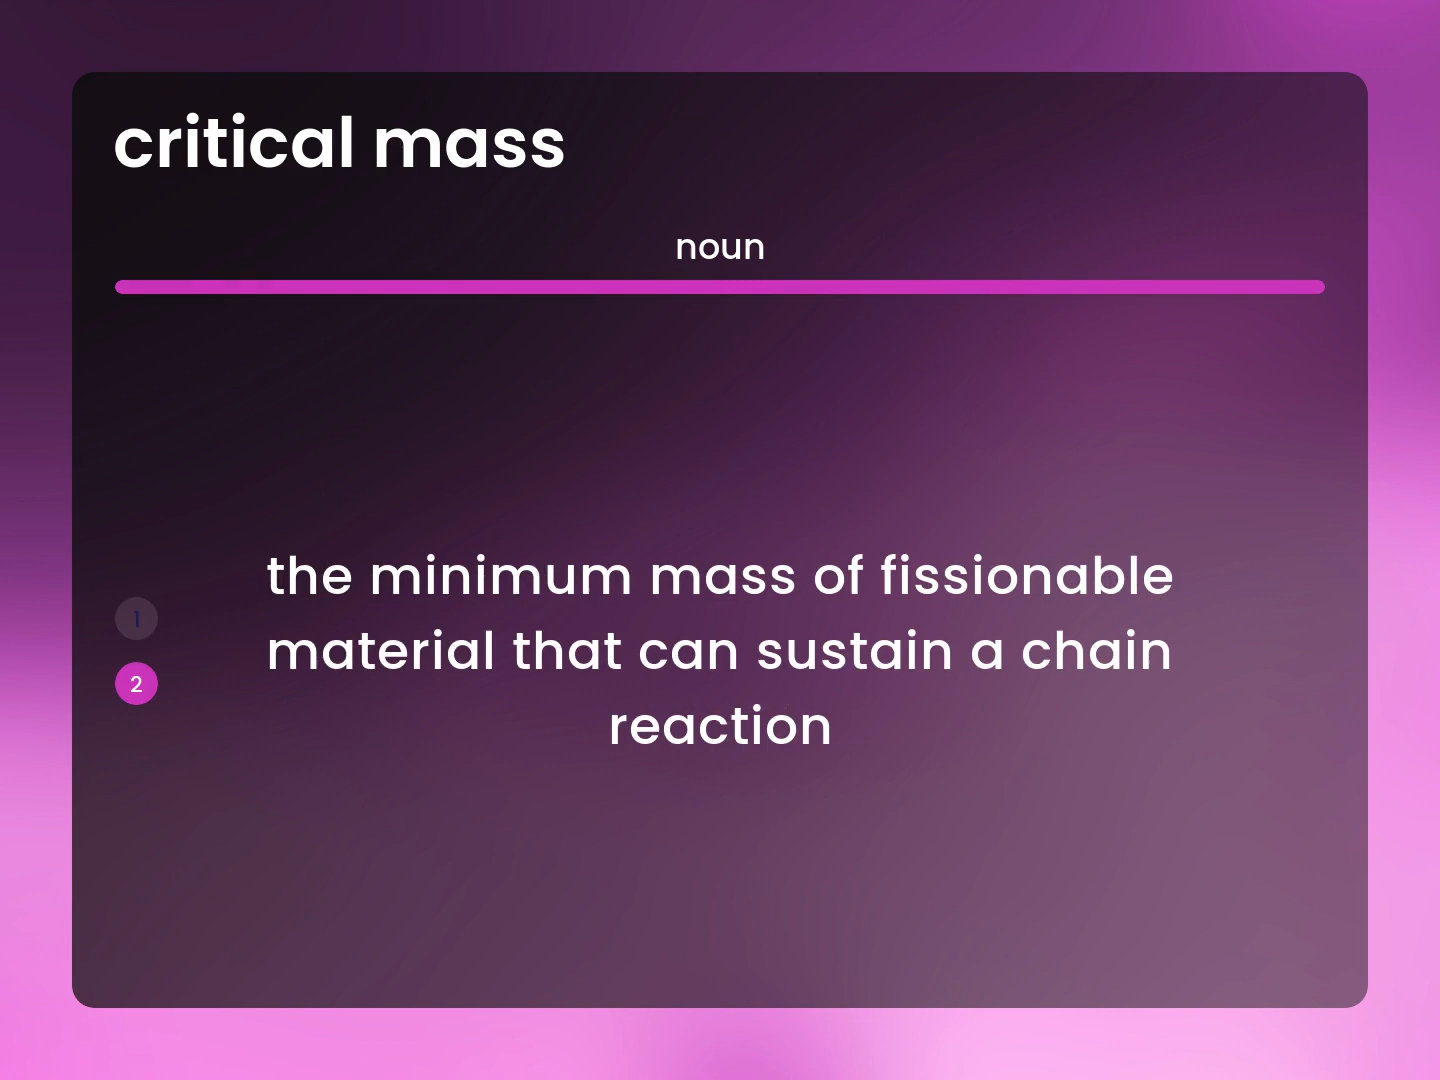 critical mass
noun
the minimum mass of fissionable
material that can sustain a chain
reaction
1
2